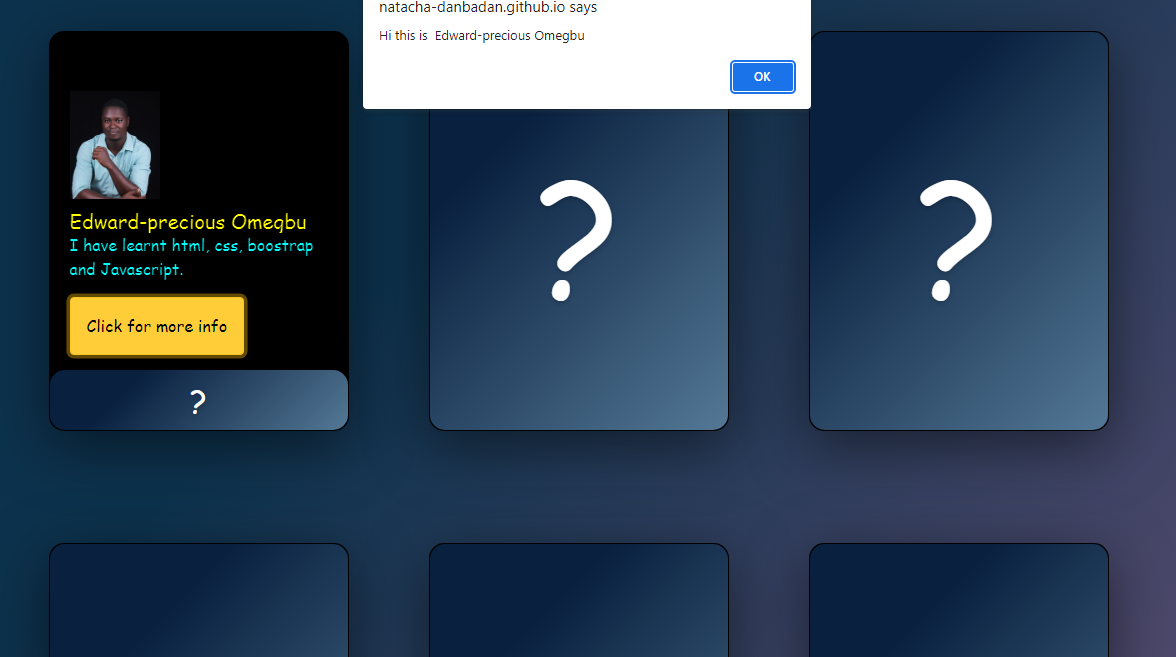 natacha-danbadan.github.io says
Hi this is  Edward-precious Omegbu
OK
Edward-precious Omegbu
I have learnt html, css, boostrap
and Javascript.
Click for more info
?
?
?